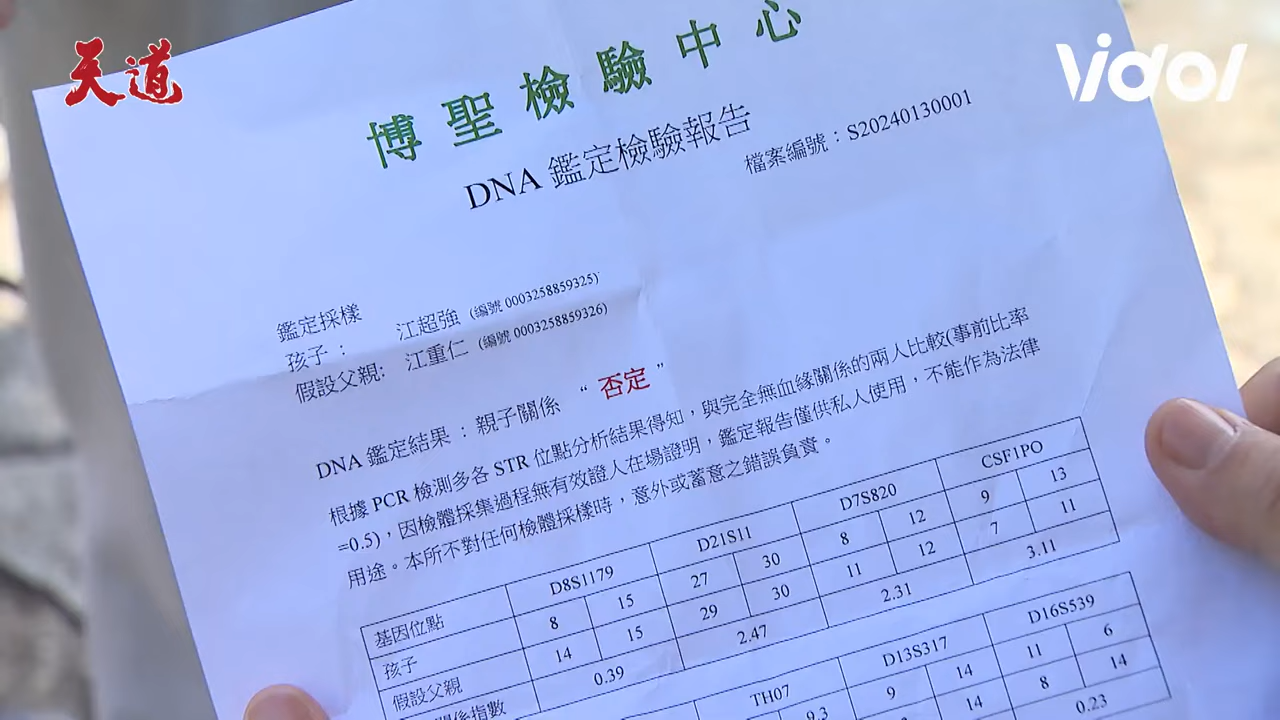 天道
Vidol
博聖檢驗中心
DNA 鑑定檢驗報告
檔案編號：S20240130001
鑑定採樣
孩子： 江超強 (編號 0003258859325)
假設父親: 江重仁 (編號 0003258859326)
DNA 鑑定結果：親子關係 “ 否定 ”
根據 PCR 檢測多各 STR 位點分析結果得知，與完全無血緣關係的兩人比較(事前比率
=0.5)，因檢體採集過程無有效證人在場證明，鑑定報告僅供私人使用，不能作為法律
用途。本所不對任何檢體採樣時，意外或蓄意之錯誤負責。
基因位點 D8S1179 D21S11 D7S820 CSF1PO
孩子 8 15 27 30 8 12 9 13
假設父親 14 15 29 30 11 12 7 11
關係指數 0.39 2.47 2.31 3.11
TH07 D13S317 D16S539
9.3 9 14 11 6
14 8 14
0.23